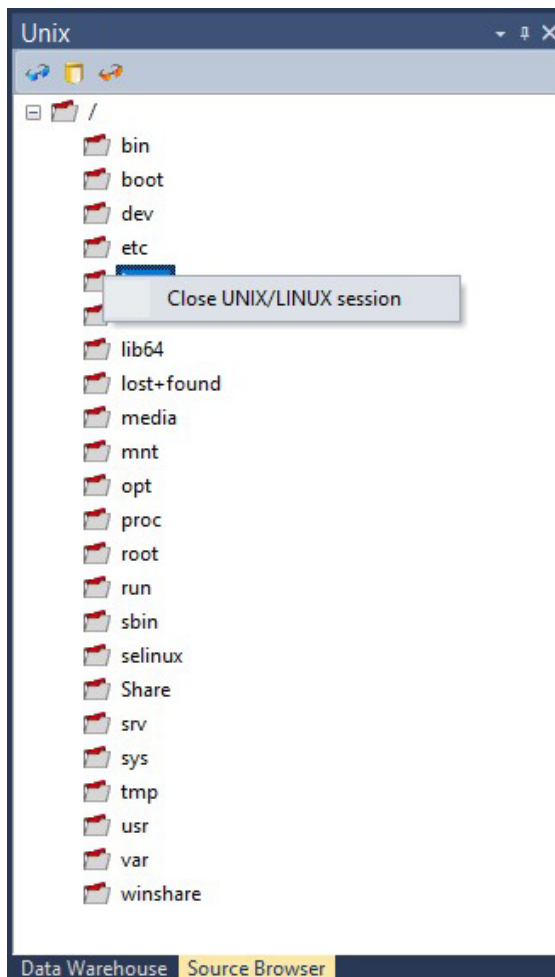 Unix
/
bin
boot
dev
etc
Close UNIX/LINUX session
lib64
lost+found
media
mnt
opt
proc
root
run
sbin
selinux
Share
srv
sys
tmp
usr
var
winshare
Data Warehouse Source Browser